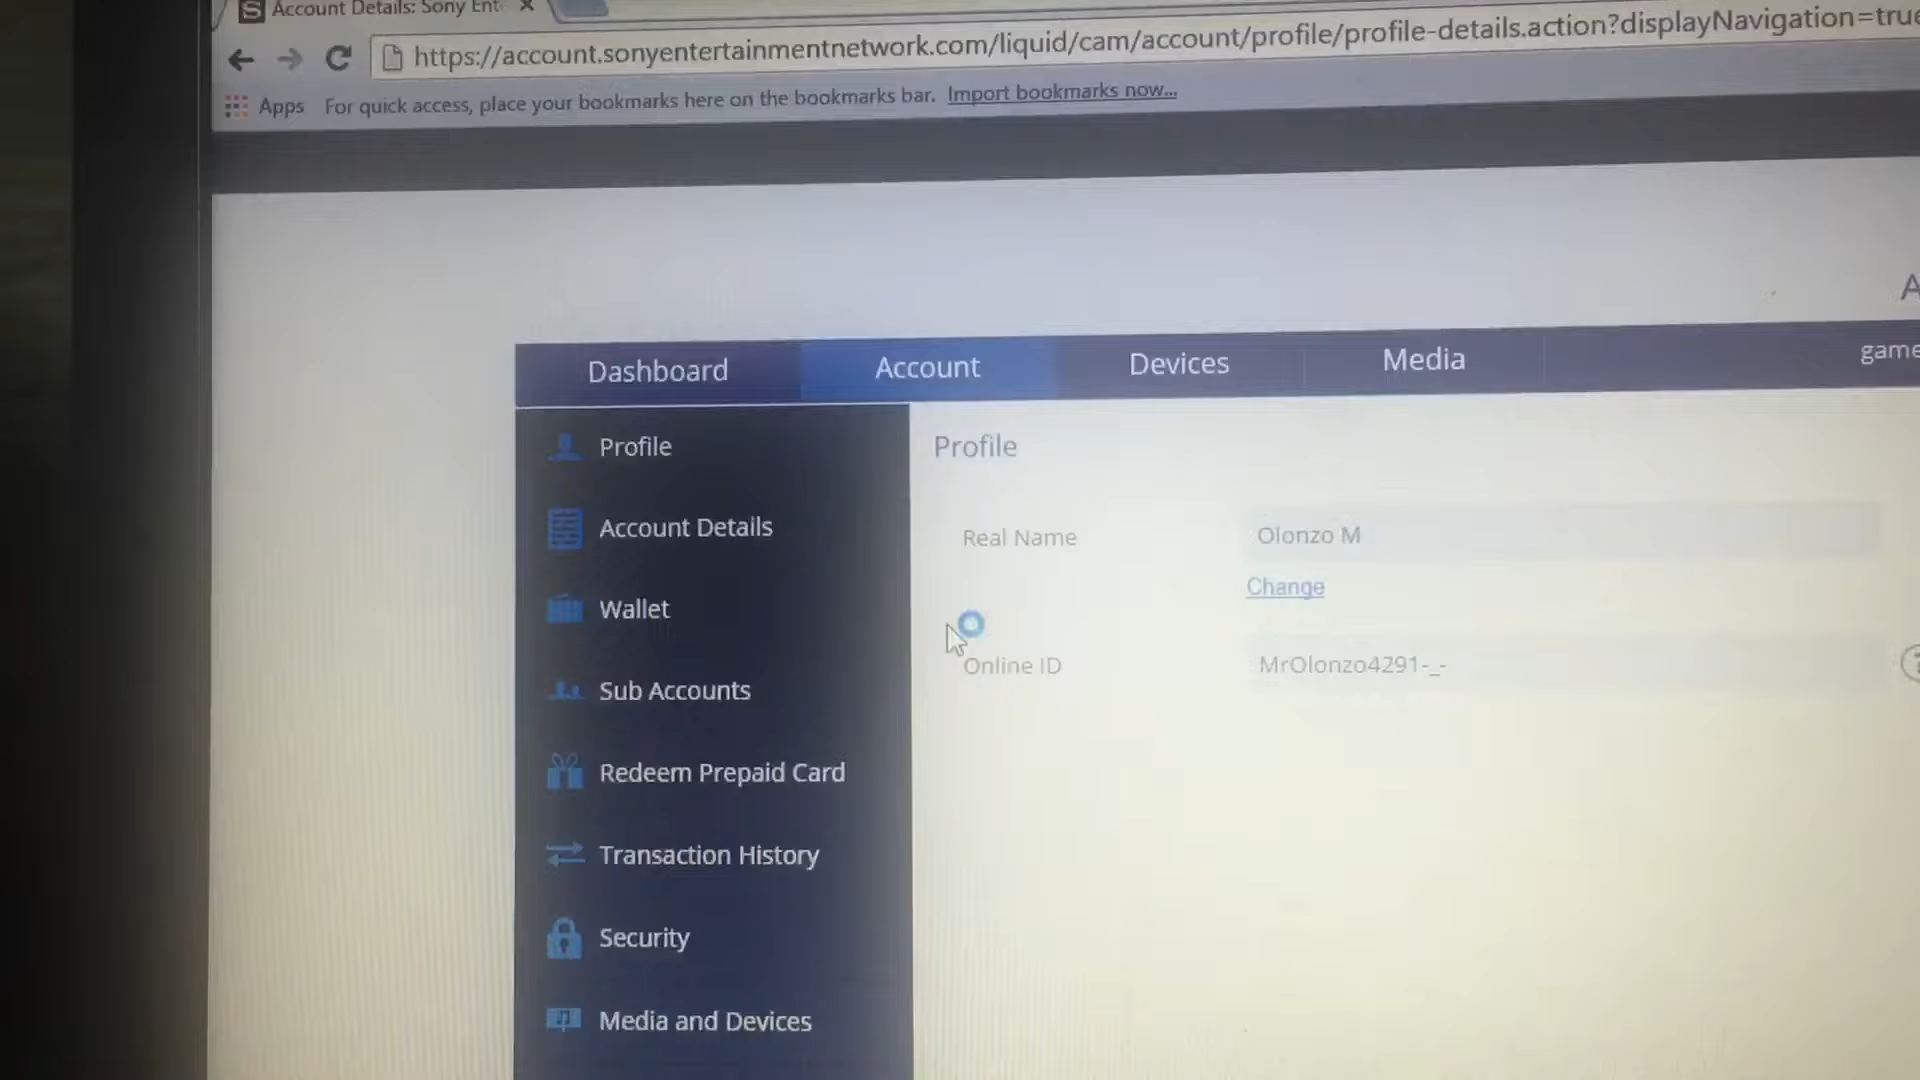 Account Details: Sony Ent
https://account.sonyentertainmentnetwork.com/liquid/cam/account/profile/profile-details.action?displayNavigation=true
Apps For quick access, place your bookmarks here on the bookmarks bar. Import bookmarks now...
Dashboard Account Devices Media game
Profile
Account Details
Wallet
Sub Accounts
Redeem Prepaid Card
Transaction History
Security
Media and Devices
Profile
Real Name Olonzo M
Change
Online ID MrOlonzo4291-_-